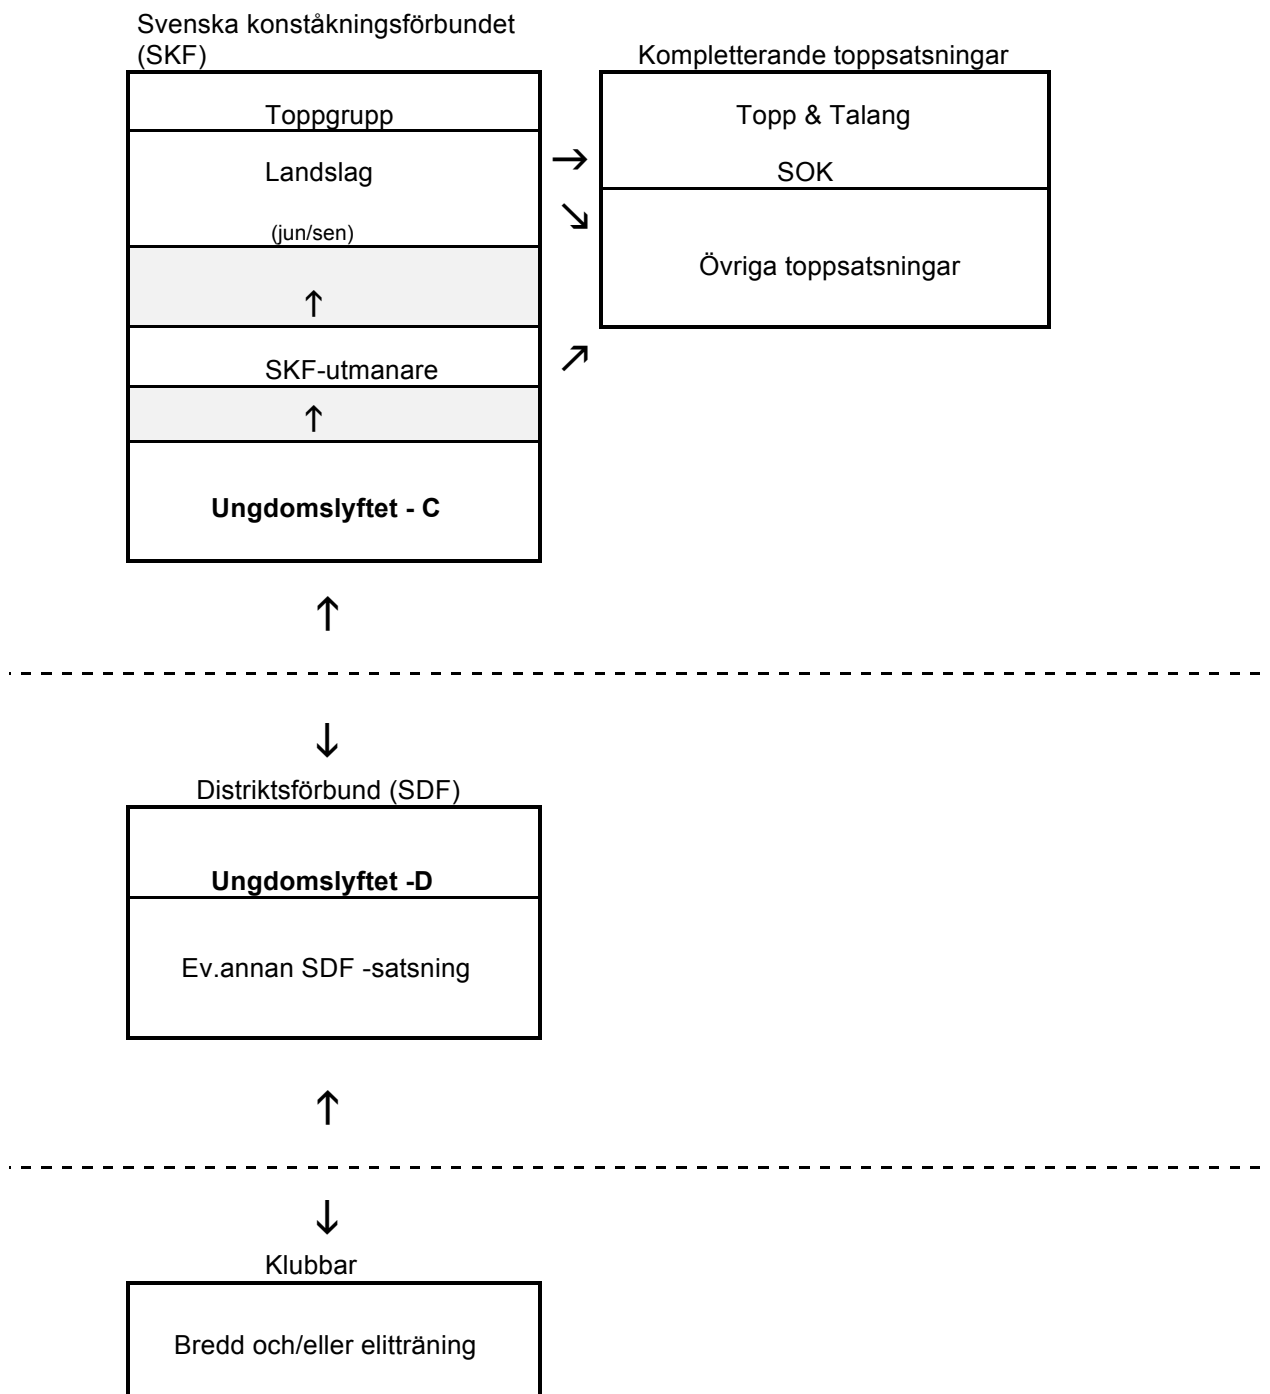 Svenska konståkningsförbundet
(SKF)
Toppgrupp
Landslag
(jun/sen)
↑
SKF-utmanare
↑
Ungdomslyftet - C
→
↘
↗
Kompletterande toppsatsningar
Topp & Talang
SOK
Övriga toppsatsningar
↑
↓
Distriktsförbund (SDF)
Ungdomslyftet -D
Ev.annan SDF -satsning
↑
↓
Klubbar
Bredd och/eller elitträning